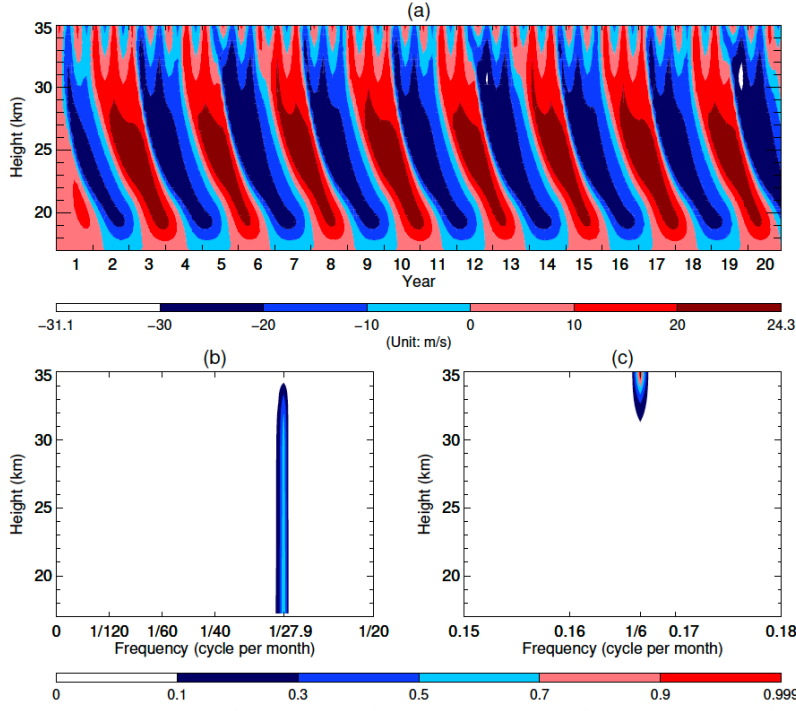 (a)
35
30
25
20
Height (km)
1 2 3 4 5 6 7 8 9 10 11 12 13 14 15 16 17 18 19 20
Year
−31.1 −30 −20 −10 0 10 20 24.3
(Unit: m/s)
(b)
35
30
25
20
Height (km)
0 1/120 1/60 1/40 1/27.9 1/20
Frequency (cycle per month)
(c)
35
30
25
20
Height (km)
0.15 0.16 1/6 0.17 0.18
Frequency (cycle per month)
0 0.1 0.3 0.5 0.7 0.9 0.999